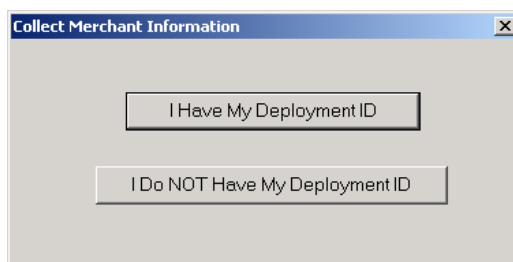 Collect Merchant Information
I Have My Deployment ID
I Do NOT Have My Deployment ID